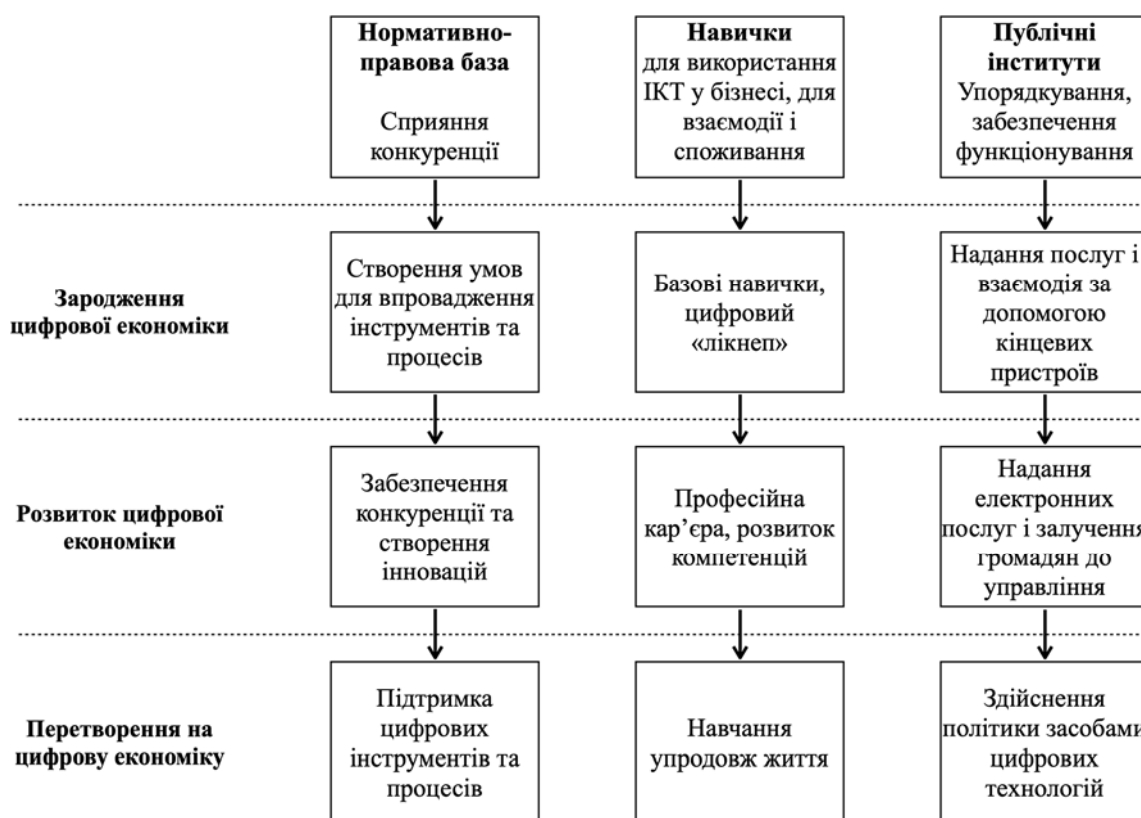 Нормативно-
правова база
Сприяння
конкуренції
Навички
для використання
ІКТ у бізнесі, для
взаємодії і
споживання
Публічні
інститути
Упорядкування,
забезпечення
функціонування
Зародження
цифрової економіки
Створення умов
для впровадження
інструментів та
процесів
Базові навички,
цифровий
«лікнеп»
Надання послуг і
взаємодія за
допомогою
кінцевих
пристроїв
Розвиток цифрової
економіки
Забезпечення
конкуренції та
створення
інновацій
Професійна
кар’єра, розвиток
компетенцій
Надання
електронних
послуг і залучення
громадян до
управління
Перетворення на
цифрову економіку
Підтримка
цифрових
інструментів та
процесів
Навчання
упродовж життя
Здійснення
політики засобами
цифрових
технологій